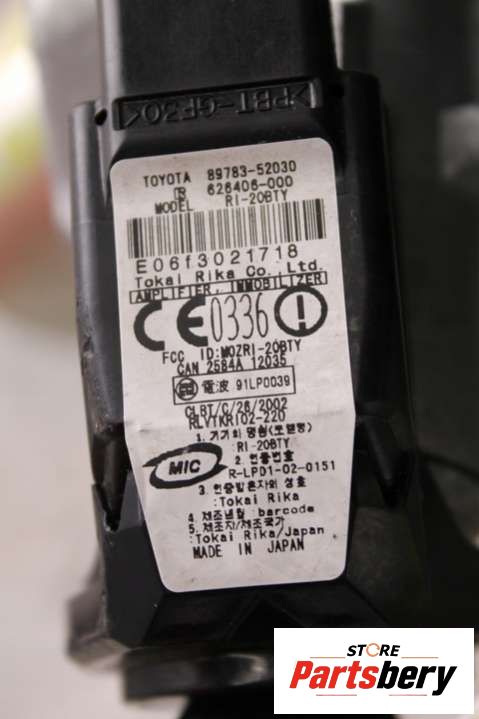 >PBT-GF30<
TOYOTA 89783-52030
R 626406-000
MODEL RI-20BTY
E06f3021718
Tokai Rika Co., Ltd.
AMPLIFIER, IMMOBILIZER
CE0336
FCC ID:MOZRI-20BTY
CAN 2584A 12035
電波 91LP0039
CLBT/C/26/2002
RLVTKRI02-220
1. 기기의 명칭(모델명)
:RI-20BTY
MIC 2. 인증번호
R-LPD1-02-0151
3. 인증받은자의 상호
:Tokai Rika
4. 제조년월 :barcode
5. 제조자/제조국가
:Tokai Rika/Japan
MADE IN JAPAN
STORE
Partsbery